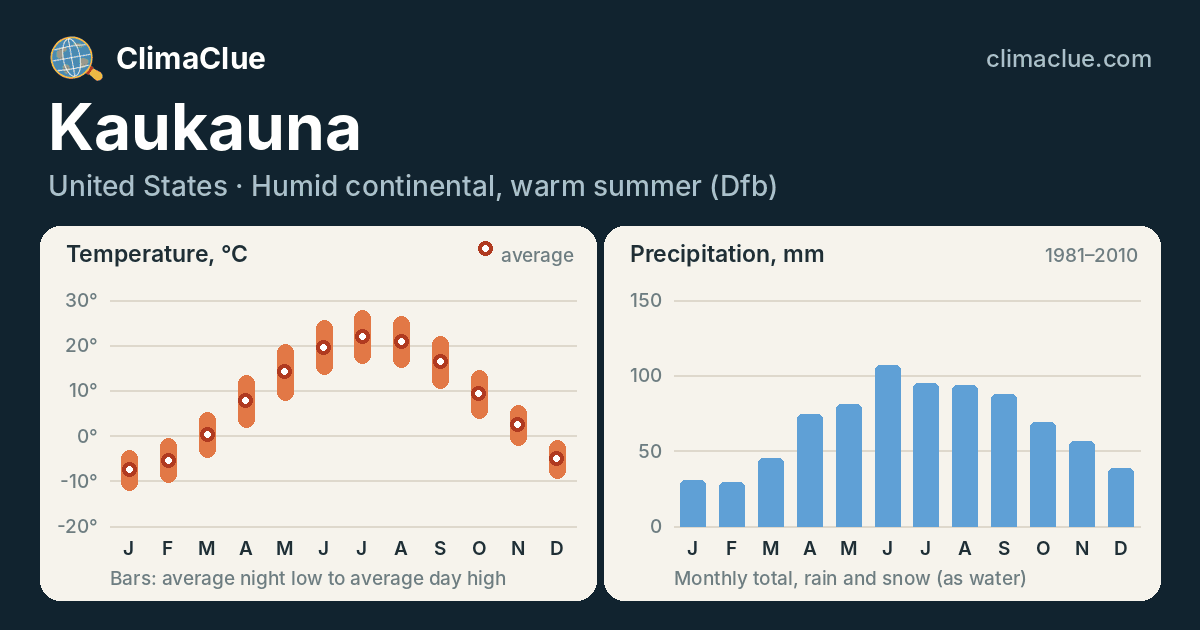 ClimaClue
climaclue.com
Kaukauna
United States · Humid continental, warm summer (Dfb)
Temperature, °C
average
30°
20°
10°
0°
-10°
-20°
J F M A M J J A S O N D
Bars: average night low to average day high
Precipitation, mm
1981–2010
150
100
50
0
J F M A M J J A S O N D
Monthly total, rain and snow (as water)